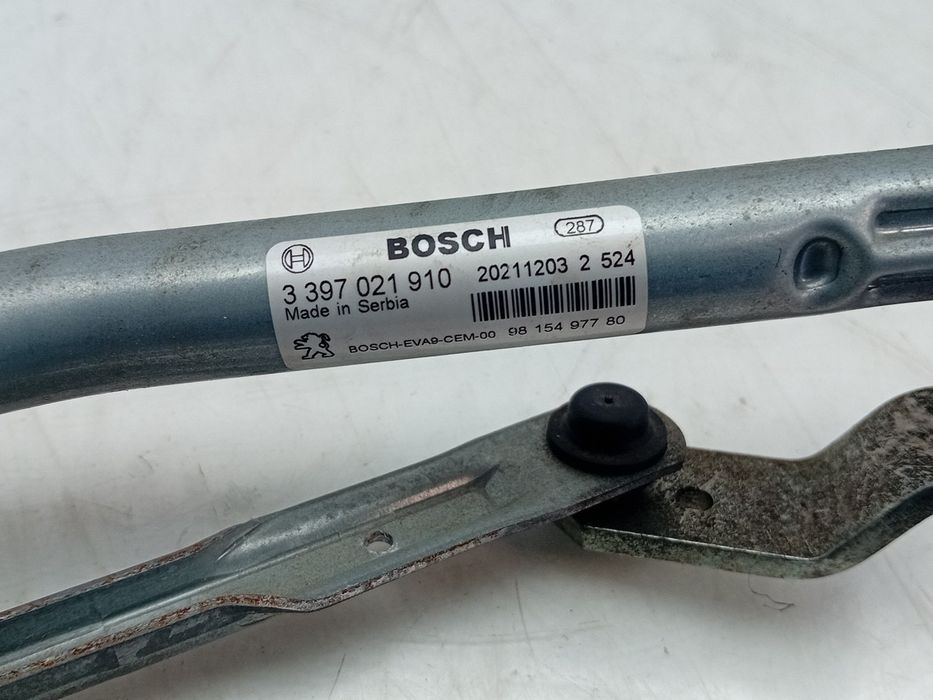 BOSCH 287
3 397 021 910 20211203 2 524
Made in Serbia
BOSCH-EVA9-CEM-00 98 154 977 80